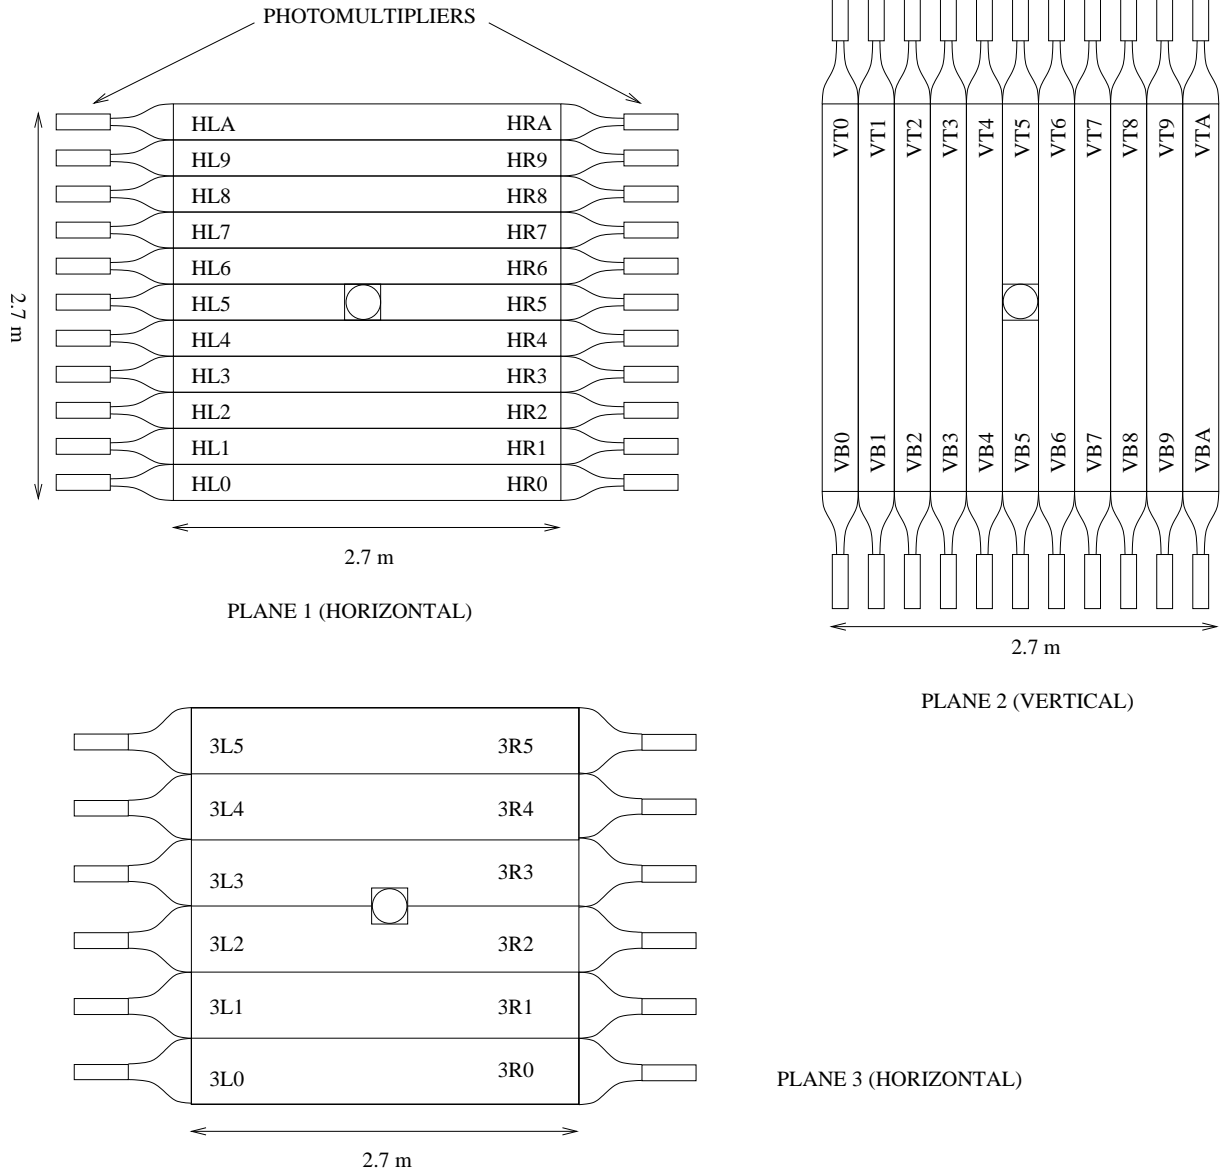 PHOTOMULTIPLIERS
HLA HRA
HL9 HR9
HL8 HR8
HL7 HR7
HL6 HR6
HL5 HR5
HL4 HR4
HL3 HR3
HL2 HR2
HL1 HR1
HL0 HR0
2.7 m
2.7 m
PLANE 1 (HORIZONTAL)
VT0 VT1 VT2 VT3 VT4 VT5 VT6 VT7 VT8 VT9 VTA
VB0 VB1 VB2 VB3 VB4 VB5 VB6 VB7 VB8 VB9 VBA
2.7 m
PLANE 2 (VERTICAL)
3L5 3R5
3L4 3R4
3L3 3R3
3L2 3R2
3L1 3R1
3L0 3R0
2.7 m
PLANE 3 (HORIZONTAL)